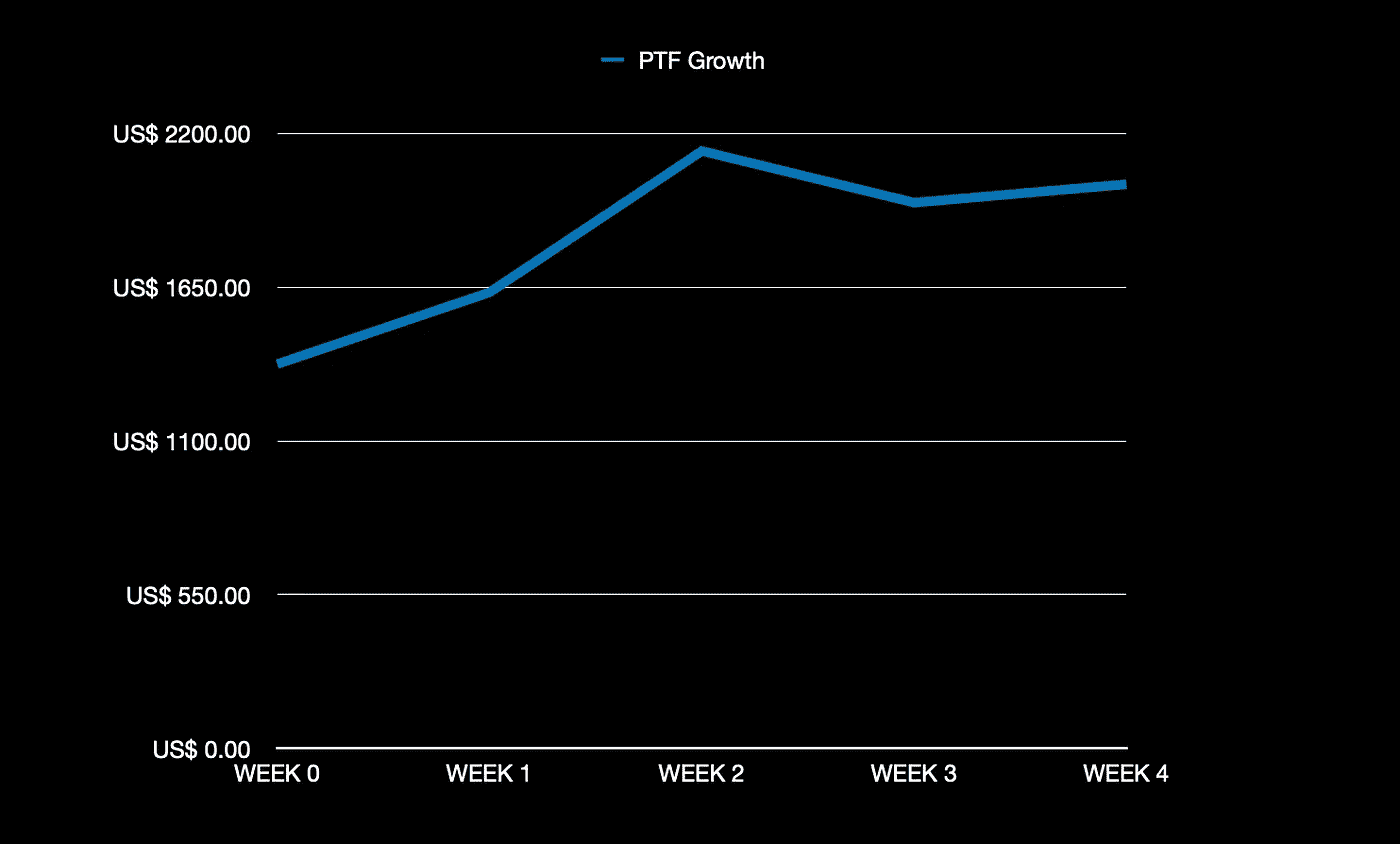 PTF Growth
US$ 2200.00
US$ 1650.00
US$ 1100.00
US$ 550.00
US$ 0.00
WEEK 0 WEEK 1 WEEK 2 WEEK 3 WEEK 4